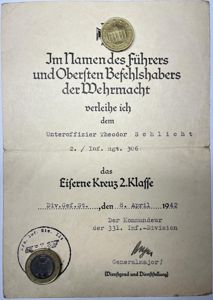 Im Namen des Führers
und Obersten Befehlshabers
der Wehrmacht
verleihe ich
dem
Unteroffizier Theodor Schlicht
2. / Inf. Rgt. 306
das
Eiserne Kreuz 2. Klasse
Div.Gef.St. , den 8. April 1942
Der Kommandeur
der 331. Inf.-Division
Generalmajor
(Dienstgrad und Dienststellung)